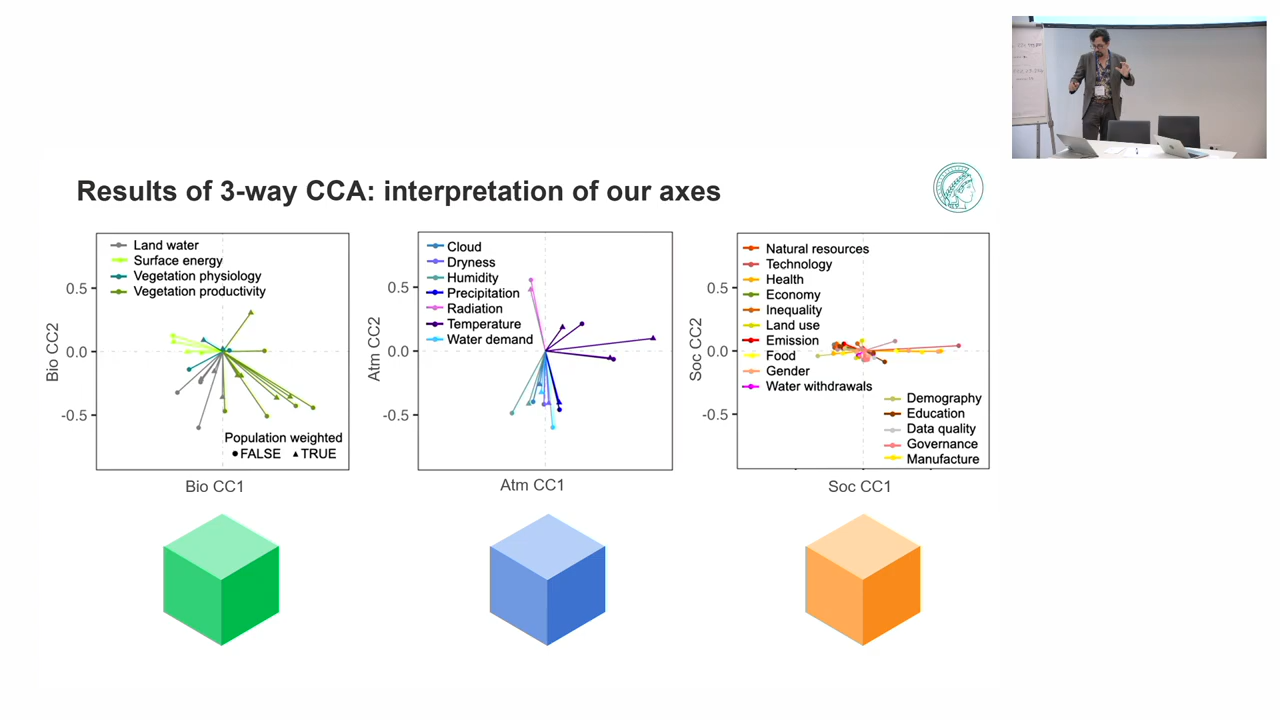 Results of 3-way CCA: interpretation of our axes
Bio CC2
0.5
0.0
-0.5
Land water
Surface energy
Vegetation physiology
Vegetation productivity
Population weighted
FALSE TRUE
Bio CC1
Atm CC2
0.5
0.0
-0.5
Cloud
Dryness
Humidity
Precipitation
Radiation
Temperature
Water demand
Atm CC1
Soc CC2
0.5
0.0
-0.5
Natural resources
Technology
Health
Economy
Inequality
Land use
Emission
Food
Gender
Water withdrawals
Demography
Education
Data quality
Governance
Manufacture
Soc CC1